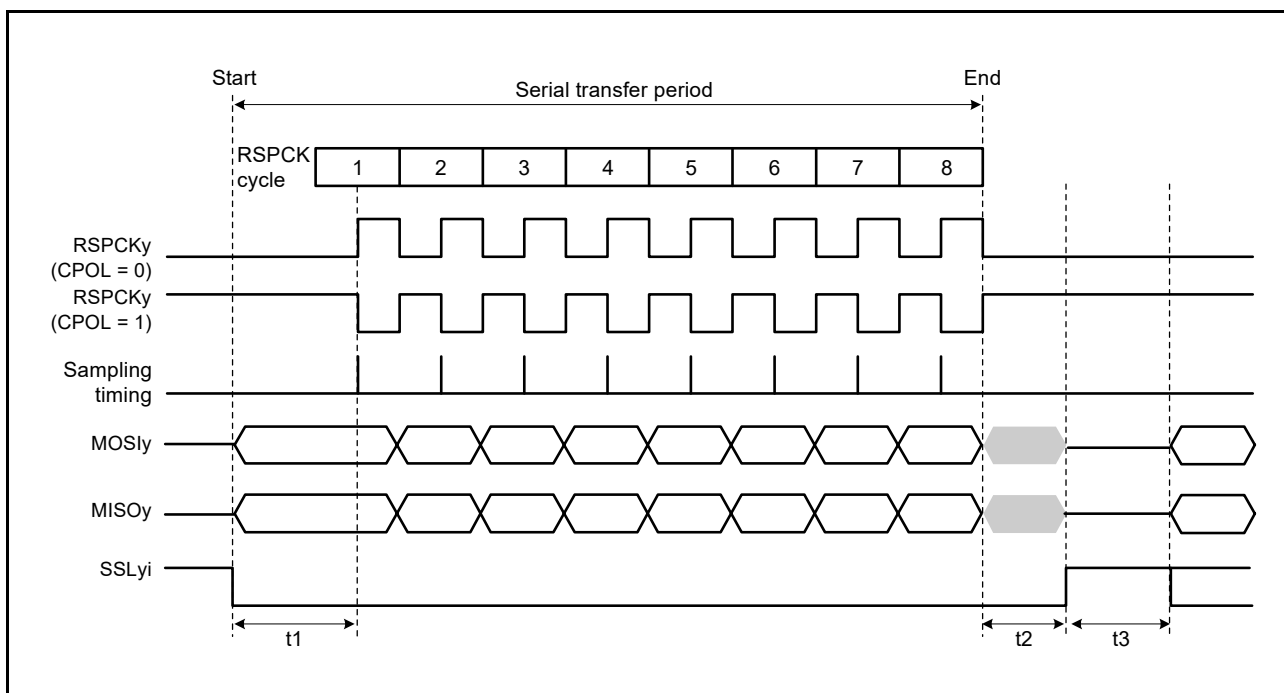 Start
End
Serial transfer period
RSPCK
cycle
1 2 3 4 5 6 7 8
RSPCKy
(CPOL = 0)
RSPCKy
(CPOL = 1)
Sampling
timing
MOSIy
MISOy
SSLyi
t1
t2
t3